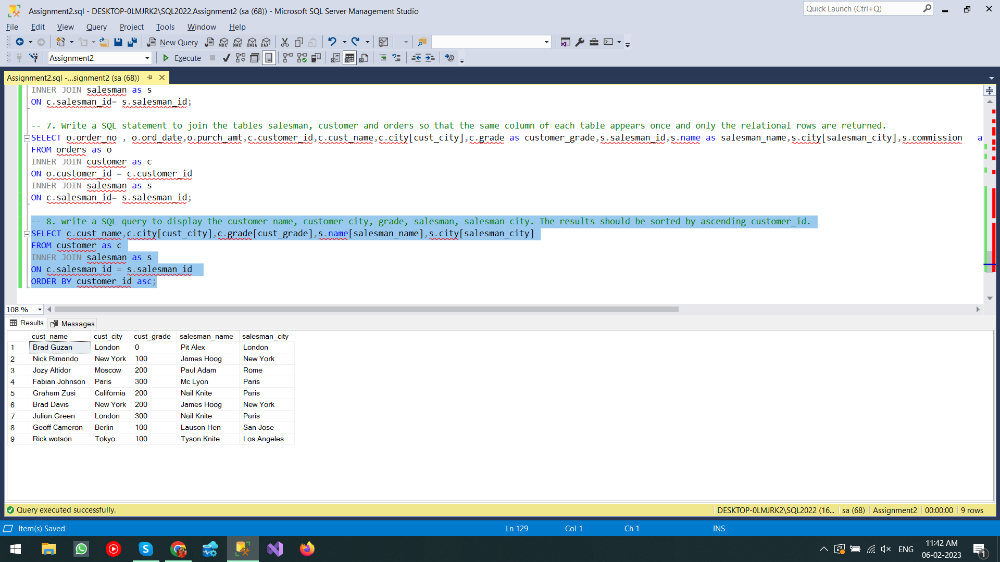 Assignment2.sql - DESKTOP-0LMJRK2\SQL2022.Assignment2 (sa (68)) - Microsoft SQL Server Management Studio
Quick Launch (Ctrl+Q)
File Edit View Query Project Tools Window Help
New Query MDX DMX XMLA DAX
Assignment2 Execute
Assignment2.sql -...signment2 (sa (68))
INNER JOIN salesman as s
ON c.salesman_id= s.salesman_id;
-- 7. Write a SQL statement to join the tables salesman, customer and orders so that the same column of each table appears once and only the relational rows are returned.
SELECT o.order_no , o.ord_date,o.purch_amt,c.customer_id,c.cust_name,c.city[cust_city],c.grade as customer_grade,s.salesman_id,s.name as salesman_name,s.city[salesman_city],s.commission a
FROM orders as o
INNER JOIN customer as c
ON o.customer_id = c.customer_id
INNER JOIN salesman as s
ON c.salesman_id= s.salesman_id;
-- 8. write a SQL query to display the customer name, customer city, grade, salesman, salesman city. The results should be sorted by ascending customer_id.
SELECT c.cust_name,c.city[cust_city],c.grade[cust_grade],s.name[salesman_name],s.city[salesman_city]
FROM customer as c
INNER JOIN salesman as s
ON c.salesman_id = s.salesman_id
ORDER BY customer_id asc;
108 %
Results Messages
cust_name cust_city cust_grade salesman_name salesman_city
1 Brad Guzan London 0 Pit Alex London
2 Nick Rimando New York 100 James Hoog New York
3 Jozy Altidor Moscow 200 Paul Adam Rome
4 Fabian Johnson Paris 300 Mc Lyon Paris
5 Graham Zusi California 200 Nail Knite Paris
6 Brad Davis New York 200 James Hoog New York
7 Julian Green London 300 Nail Knite Paris
8 Geoff Cameron Berlin 100 Lauson Hen San Jose
9 Rick watson Tokyo 100 Tyson Knite Los Angeles
Query executed successfully. DESKTOP-0LMJRK2\SQL2022 (16... sa (68) Assignment2 00:00:00 9 rows
Item(s) Saved Ln 129 Col 1 Ch 1 INS
ENG 11:42 AM
06-02-2023
1